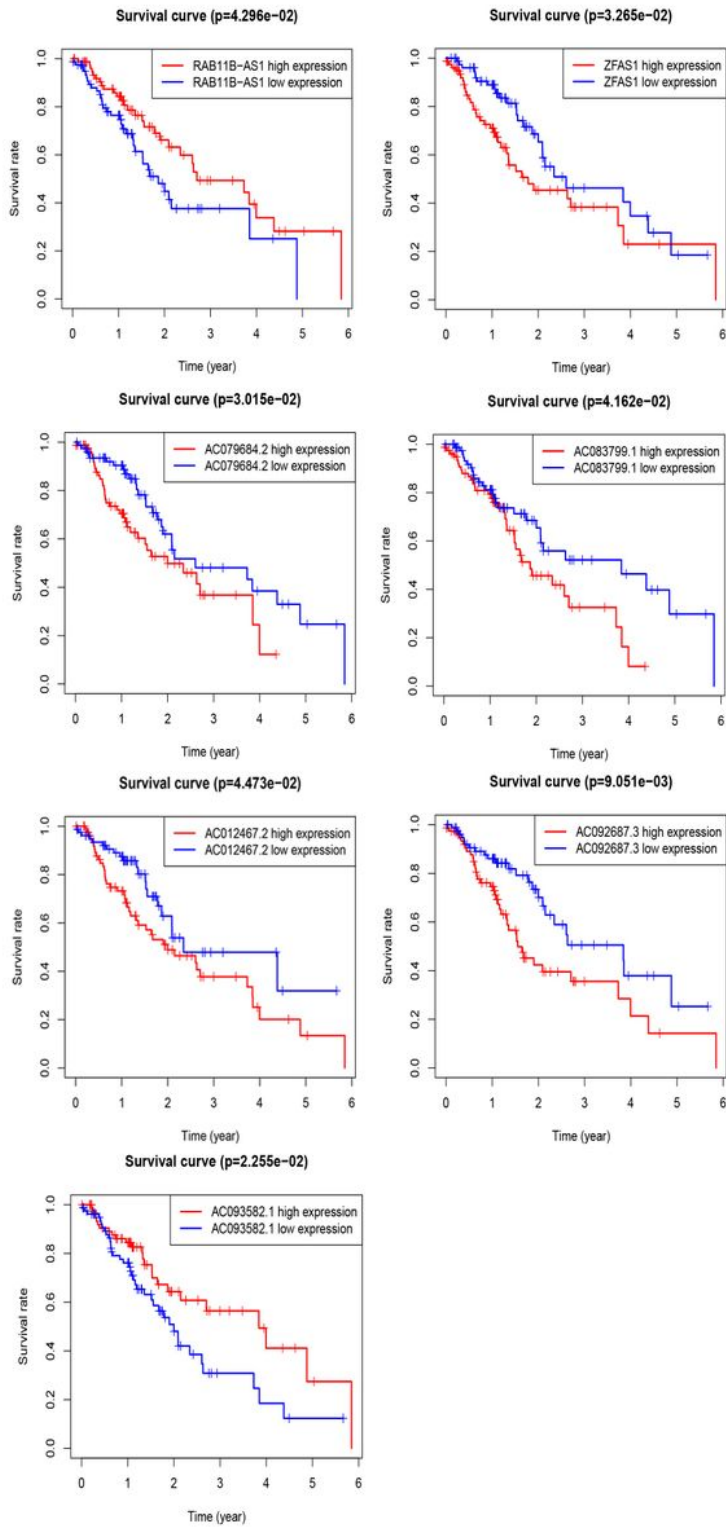 Survival curve (p=4.296e−02)
RAB11B−AS1 high expression
RAB11B−AS1 low expression
Survival rate
1.0
0.8
0.6
0.4
0.2
0.0
0 1 2 3 4 5 6
Time (year)
Survival curve (p=3.265e−02)
ZFAS1 high expression
ZFAS1 low expression
Survival rate
1.0
0.8
0.6
0.4
0.2
0.0
0 1 2 3 4 5 6
Time (year)
Survival curve (p=3.015e−02)
AC079684.2 high expression
AC079684.2 low expression
Survival rate
1.0
0.8
0.6
0.4
0.2
0.0
0 1 2 3 4 5 6
Time (year)
Survival curve (p=4.162e−02)
AC083799.1 high expression
AC083799.1 low expression
Survival rate
1.0
0.8
0.6
0.4
0.2
0.0
0 1 2 3 4 5 6
Time (year)
Survival curve (p=4.473e−02)
AC012467.2 high expression
AC012467.2 low expression
Survival rate
1.0
0.8
0.6
0.4
0.2
0.0
0 1 2 3 4 5 6
Time (year)
Survival curve (p=9.051e−03)
AC092687.3 high expression
AC092687.3 low expression
Survival rate
1.0
0.8
0.6
0.4
0.2
0.0
0 1 2 3 4 5 6
Time (year)
Survival curve (p=2.255e−02)
AC093582.1 high expression
AC093582.1 low expression
Survival rate
1.0
0.8
0.6
0.4
0.2
0.0
0 1 2 3 4 5 6
Time (year)